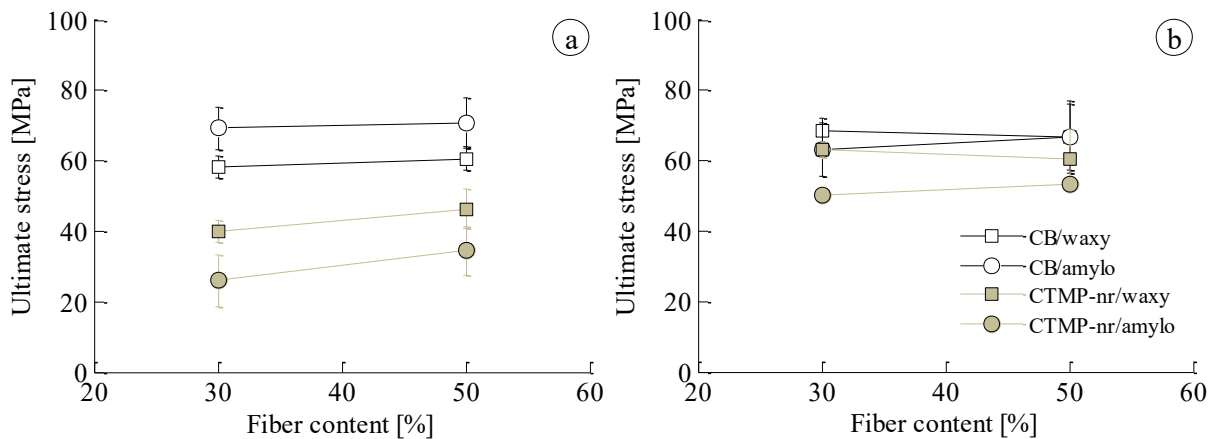 Ultimate stress [MPa]
100
80
60
40
20
0
20 30 40 50 60
Fiber content [%]
a
Ultimate stress [MPa]
100
80
60
40
20
0
20 30 40 50 60
Fiber content [%]
b
CB/waxy
CB/amylo
CTMP-nr/waxy
CTMP-nr/amylo